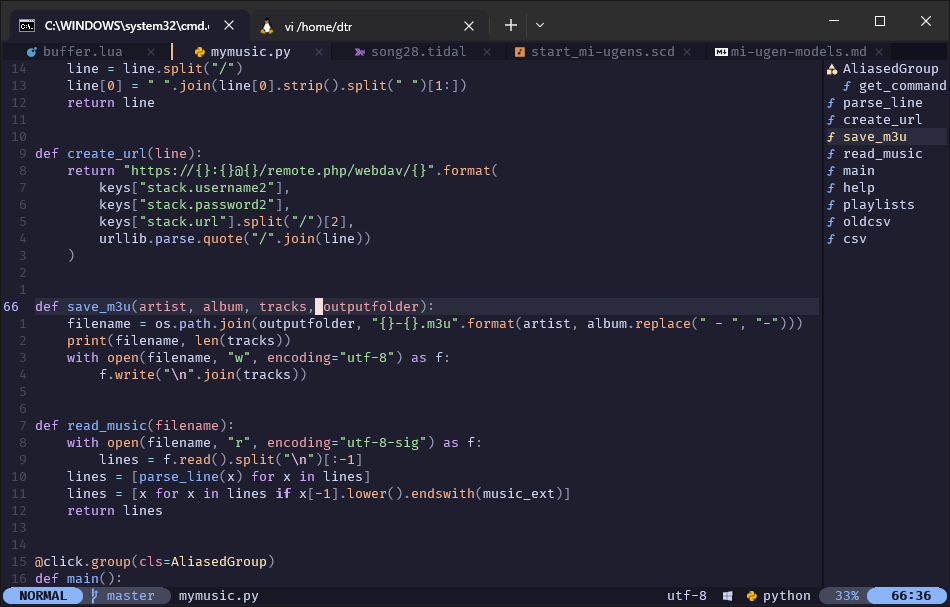 C:\WINDOWS\system32\cmd. vi /home/dtr
buffer.lua mymusic.py song28.tidal start_mi-ugens.scd mi-ugen-models.md
14     line = line.split("/")
13     line[0] = " ".join(line[0].strip().split(" ")[1:])
12     return line
11
10
9 def create_url(line):
8     return "https://{}:{}@{}/remote.php/webdav/{}".format(
7         keys["stack.username2"],
6         keys["stack.password2"],
5         keys["stack.url"].split("/")[2],
4         urllib.parse.quote("/".join(line))
3     )
2
1
66 def save_m3u(artist, album, tracks, outputfolder):
1     filename = os.path.join(outputfolder, "{}-{}.m3u".format(artist, album.replace(" - ", "-")))
2     print(filename, len(tracks))
3     with open(filename, "w", encoding="utf-8") as f:
4         f.write("\n".join(tracks))
5
6
7 def read_music(filename):
8     with open(filename, "r", encoding="utf-8-sig") as f:
9         lines = f.read().split("\n")[:-1]
10     lines = [parse_line(x) for x in lines]
11     lines = [x for x in lines if x[-1].lower().endswith(music_ext)]
12     return lines
13
14
15 @click.group(cls=AliasedGroup)
16 def main():
AliasedGroup
f get_command
f parse_line
f create_url
f save_m3u
f read_music
f main
f help
f playlists
f oldcsv
f csv
NORMAL master mymusic.py utf-8 python 33% 66:36